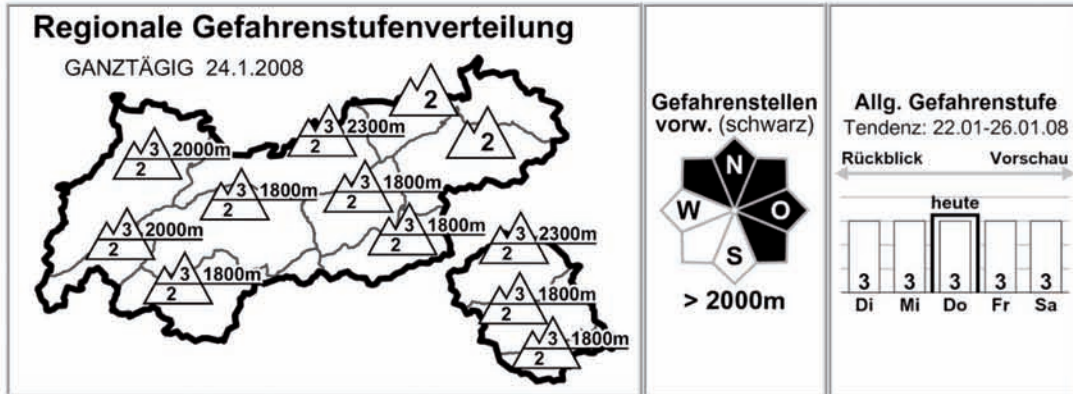 Regionale Gefahrenstufenverteilung
GANZTÄGIG 24.1.2008
2
2
3 2300m
2
3 2000m
2
3 1800m
2
3 1800m
2
3 2000m
2
3 1800m
2
3 1800m
2
3 2300m
2
3 1800m
2
3 1800m
2
Gefahrenstellen
vorw. (schwarz)
N
W O
S
> 2000m
Allg. Gefahrenstufe
Tendenz: 22.01-26.01.08
Rückblick Vorschau
heute
3 3 3 3 3
Di Mi Do Fr Sa